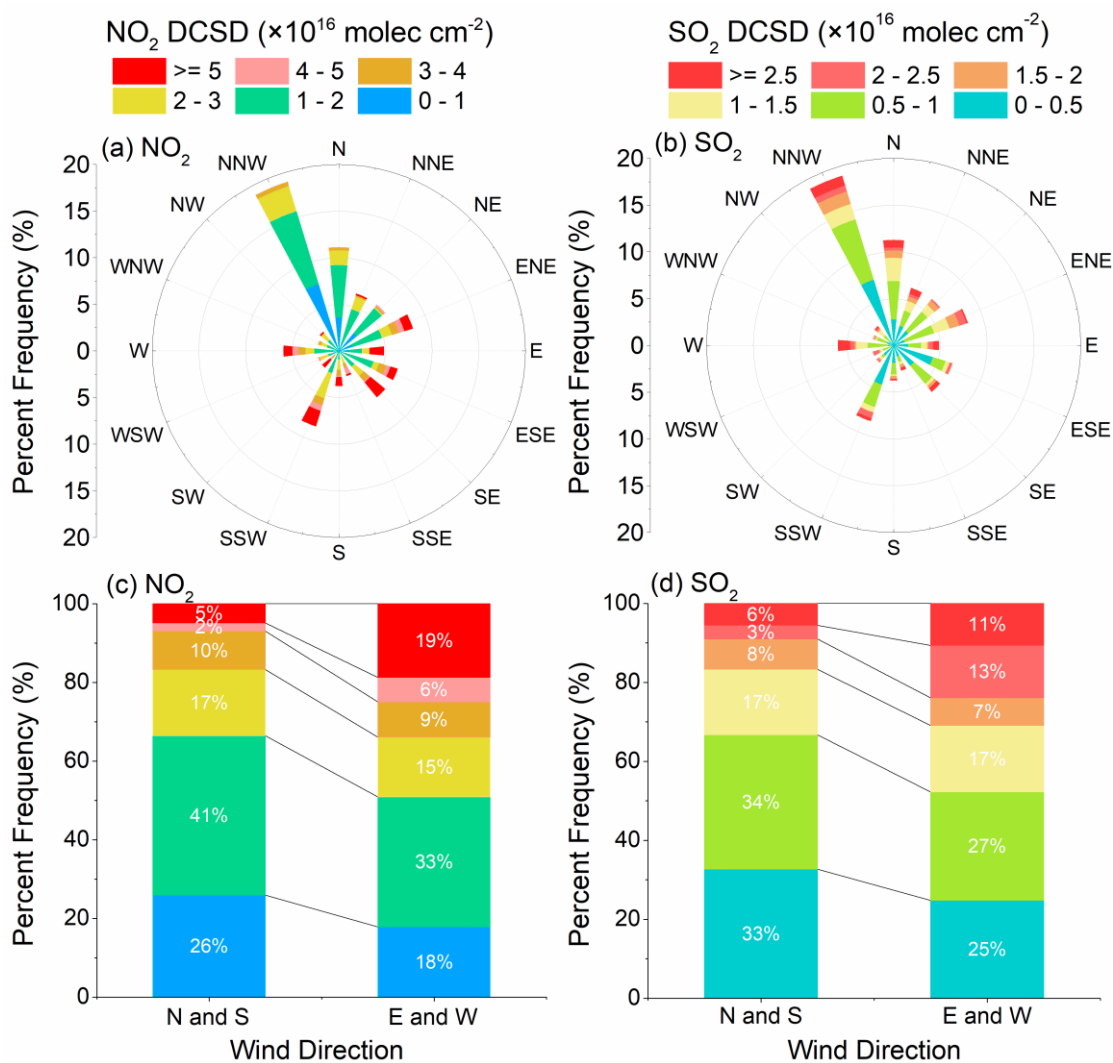 NO₂ DCSD (×10¹⁶ molec cm⁻²)
>= 5 4 - 5 3 - 4
2 - 3 1 - 2 0 - 1
SO₂ DCSD (×10¹⁶ molec cm⁻²)
>= 2.5 2 - 2.5 1.5 - 2
1 - 1.5 0.5 - 1 0 - 0.5
(a) NO₂
Percent Frequency (%)
20
15
10
5
0
5
10
15
20
N
NNE
NE
ENE
E
ESE
SE
SSE
S
SSW
SW
WSW
W
WNW
NW
NNW
(b) SO₂
Percent Frequency (%)
20
15
10
5
0
5
10
15
20
N
NNE
NE
ENE
E
ESE
SE
SSE
S
SSW
SW
WSW
W
WNW
NW
NNW
(c) NO₂
Percent Frequency (%)
100
80
60
40
20
0
5%
2%
10%
17%
41%
26%
19%
6%
9%
15%
33%
18%
N and S E and W
Wind Direction
(d) SO₂
Percent Frequency (%)
100
80
60
40
20
0
6%
3%
8%
17%
34%
33%
11%
13%
7%
17%
27%
25%
N and S E and W
Wind Direction